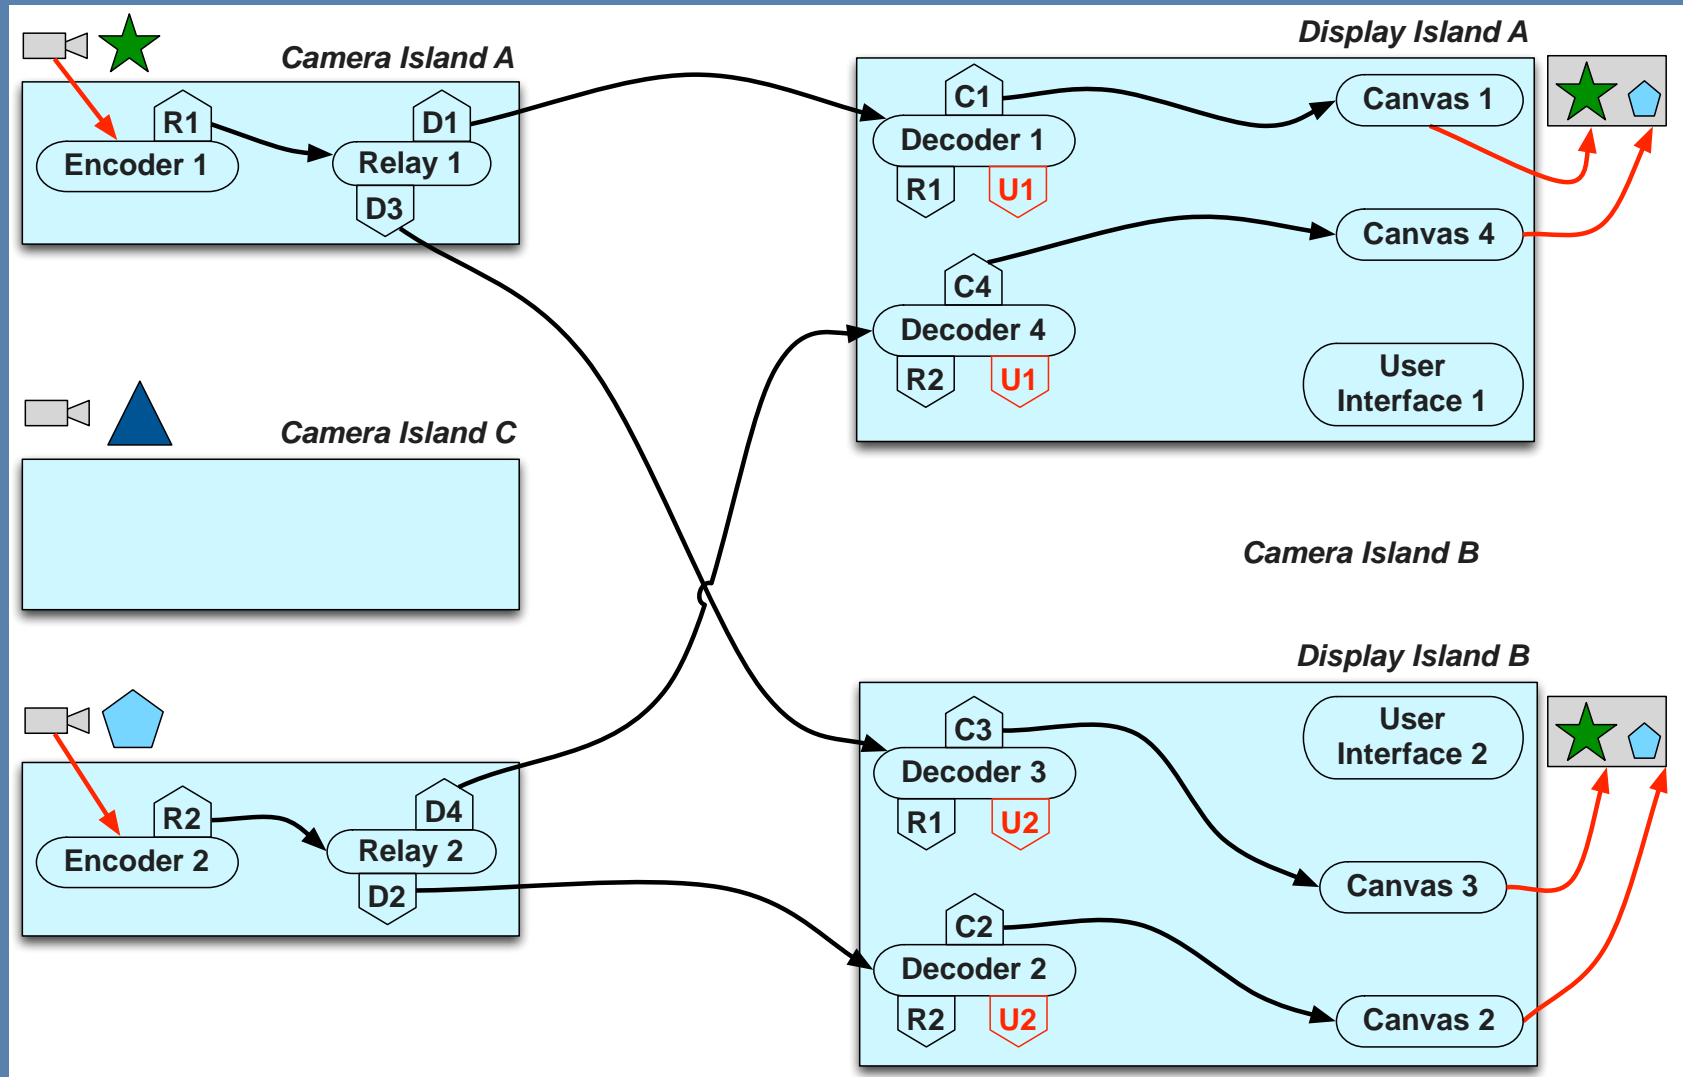 Camera Island A
R1
D1
Encoder 1
Relay 1
D3
Display Island A
C1
Canvas 1
Decoder 1
R1
U1
Canvas 4
C4
Decoder 4
R2
U1
User
Interface 1
Camera Island C
Camera Island B
R2
D4
Encoder 2
Relay 2
D2
Display Island B
C3
User
Interface 2
Decoder 3
R1
U2
Canvas 3
C2
Decoder 2
R2
U2
Canvas 2